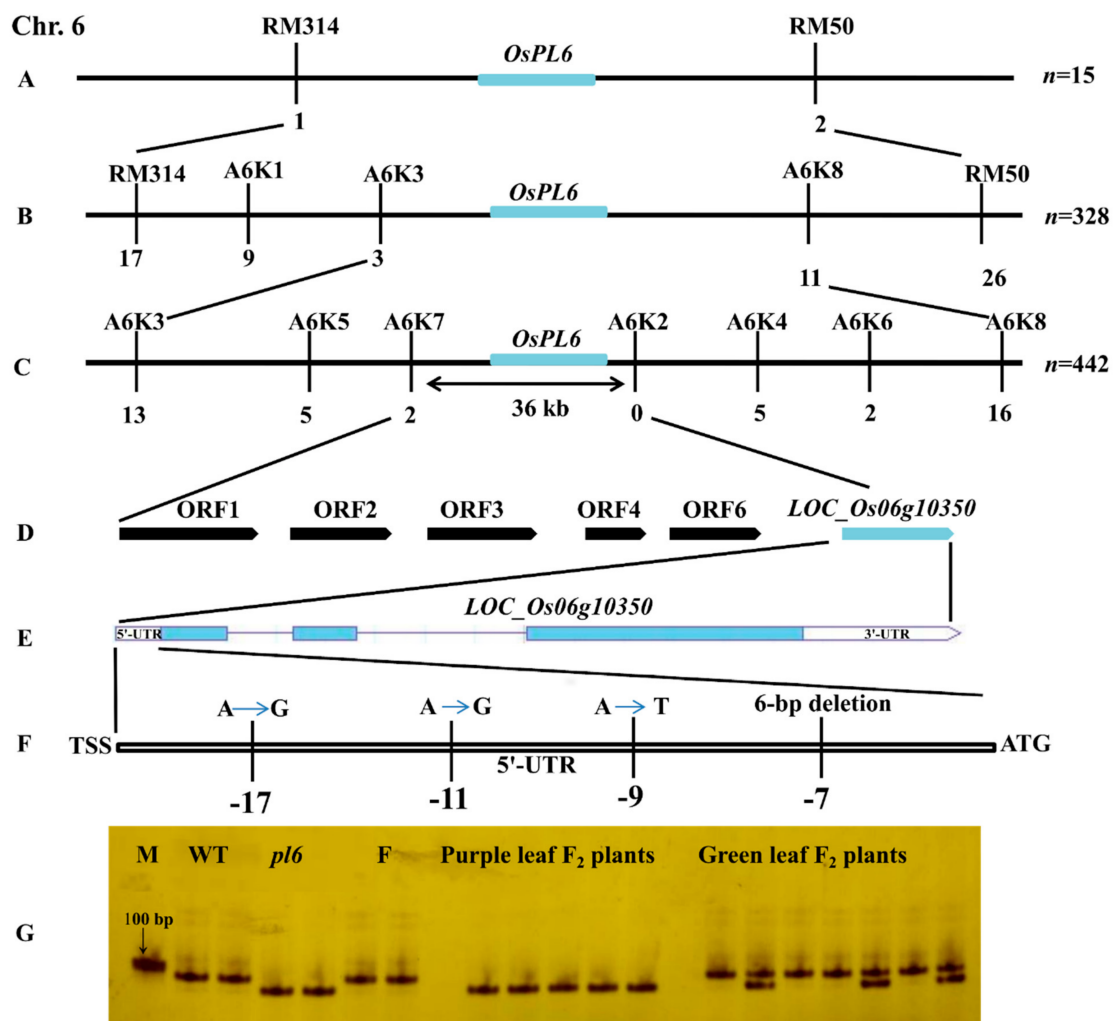 Chr. 6
RM314 RM50
OsPL6
A n=15
1 2
RM314 A6K1 A6K3 A6K8 RM50
OsPL6
B n=328
17 9 3 11 26
A6K3 A6K5 A6K7 A6K2 A6K4 A6K6 A6K8
OsPL6
C n=442
36 kb
13 5 2 0 5 2 16
ORF1 ORF2 ORF3 ORF4 ORF6 LOC_Os06g10350
D
LOC_Os06g10350
E 5'-UTR 3'-UTR
A→G A→G A→T 6-bp deletion
F TSS ATG
5'-UTR
-17 -11 -9 -7
M WT pl6 F Purple leaf F₂ plants Green leaf F₂ plants
100 bp
G